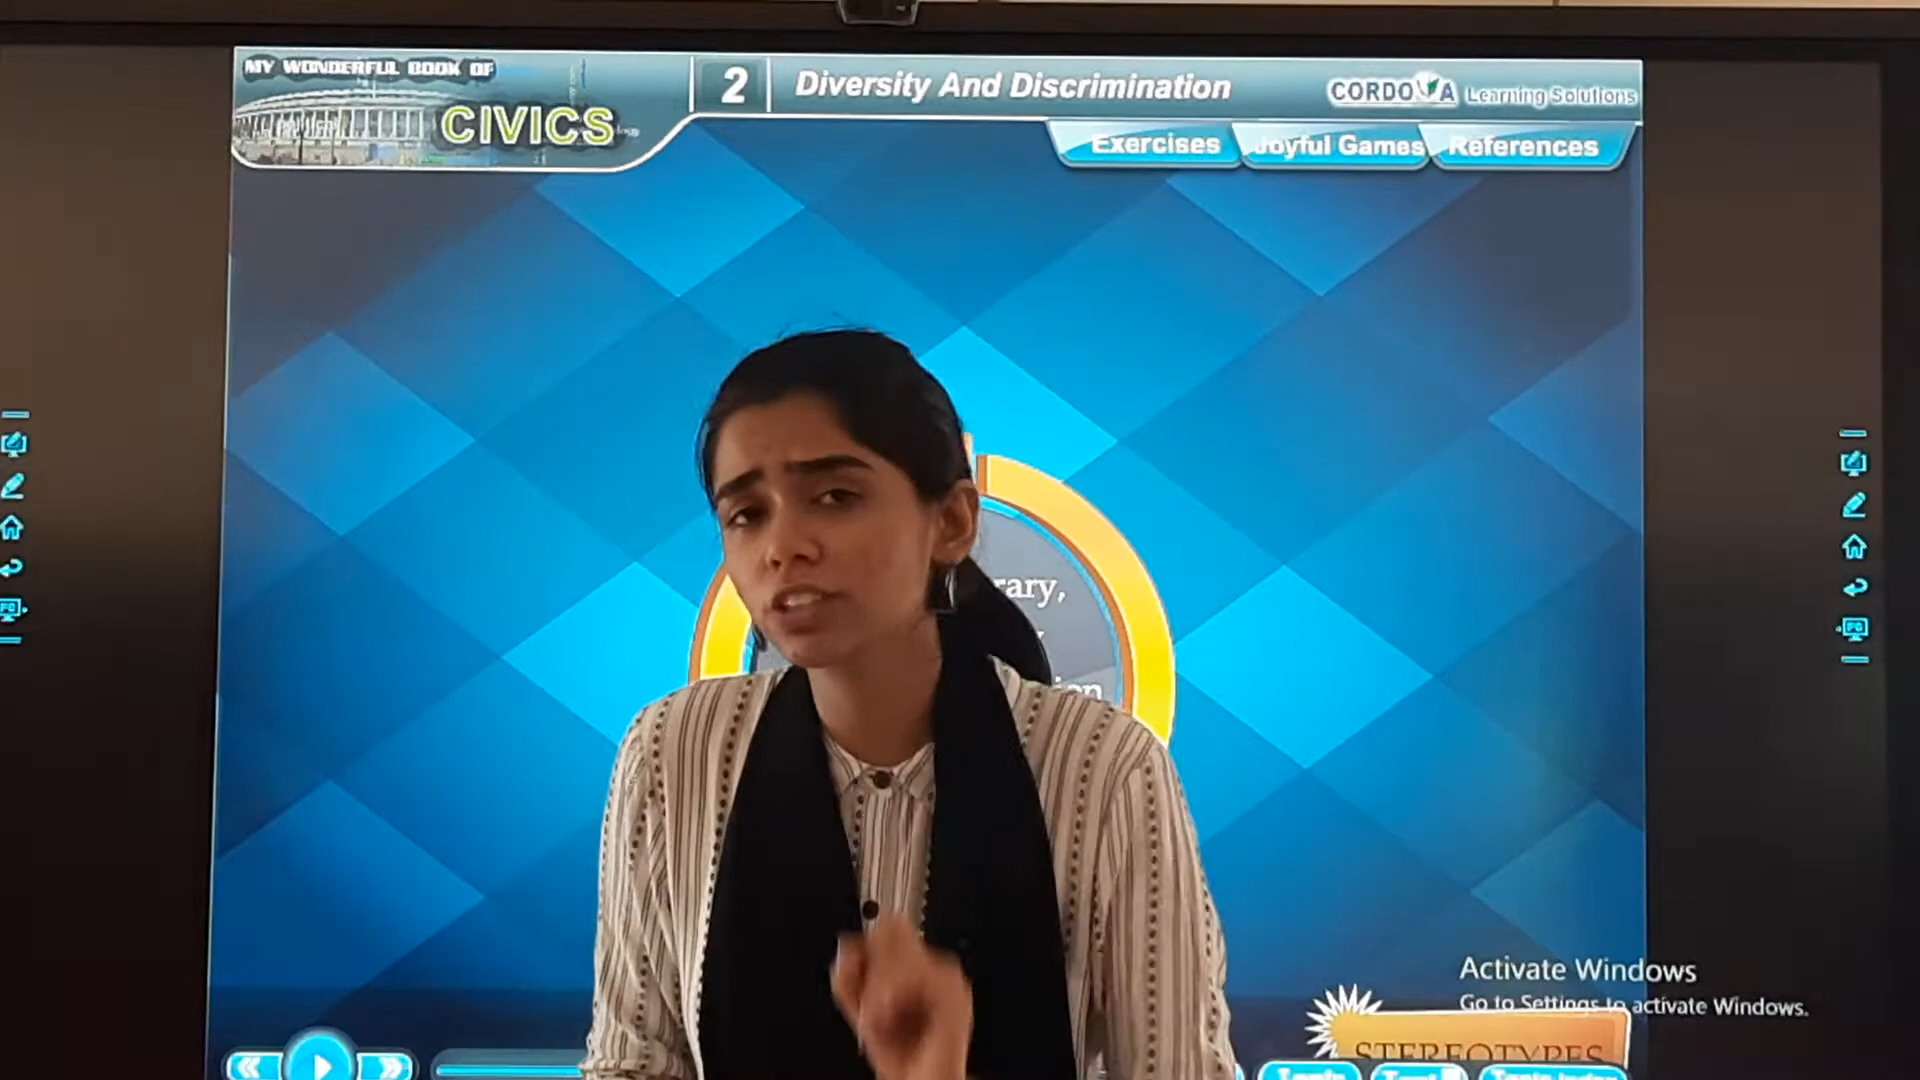 MY WONDERFUL BOOK OF
CIVICS
2
Diversity And Discrimination
CORDOVA Learning Solutions
Exercises
Joyful Games
References
Activate Windows
Go to Settings to activate Windows.
STEREOTYPES